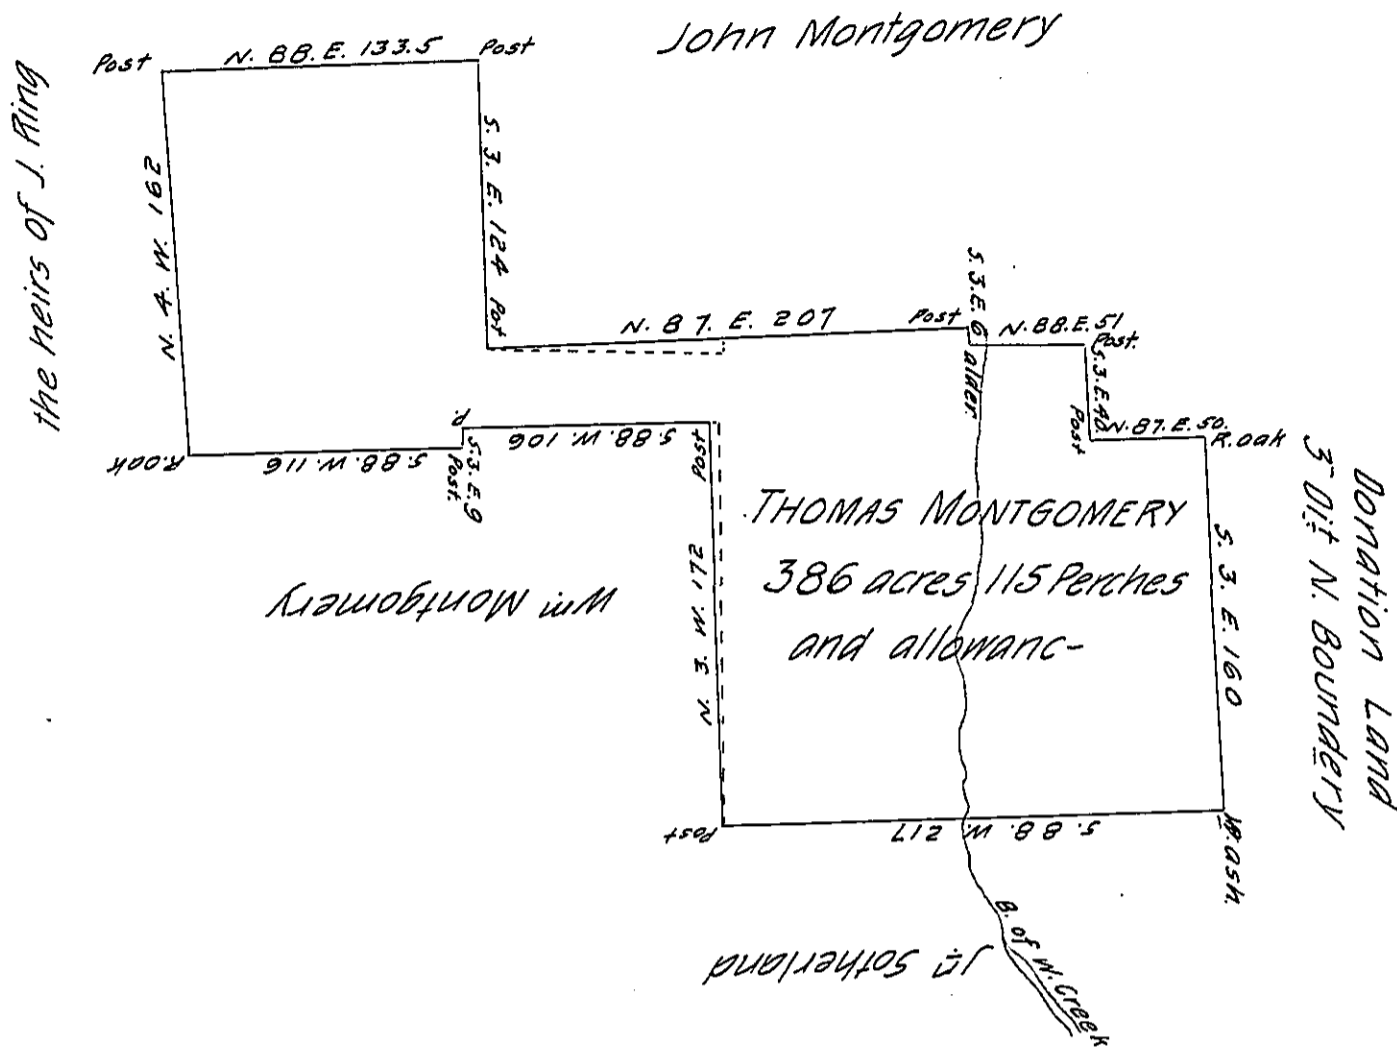 John Montgomery
Post
N. 88. E. 133.5
Post
the heirs of J. Ring
N. 4. W. 162
S. 3. E. 124
Pot
N. 87. E. 207
Post
S. 3. E. 6
alder.
N. 88. E. 51
Post.
S. 3. E. 40.
Post
N. 87. E. 50.
R. oak
P.
S. 88. W. 106
Post
R. oak
S. 88. W. 116
S. 3. E. 9
Post.
THOMAS MONTGOMERY
386 acres 115 Perches
and allowanc-
Wm Montgomery
N 3 W 172
S. 3. E. 160
Donation Land
3 Dit N. Boundery
Post
S. 88. W. 217
W. ash.
Jn Sotherland
B. of W. Creek